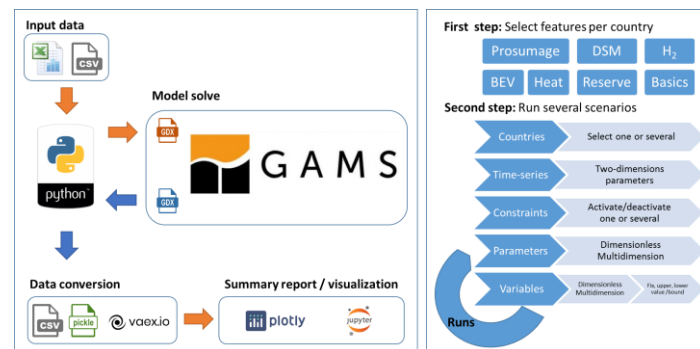 Input data
CSV
Model solve
GDX
GAMS
python
GDX
Data conversion
Summary report / visualization
CSV
pickle
vaex.io
plotly
jupyter
First step: Select features per country
Prosumage
DSM
H2
BEV
Heat
Reserve
Basics
Second step: Run several scenarios
Countries
Select one or several
Time-series
Two-dimensions
parameters
Constraints
Activate/deactivate
one or several
Parameters
Dimensionless
Multidimension
Variables
Dimensionless
Multidimension
Fix, upper, lower
value /bound
Runs